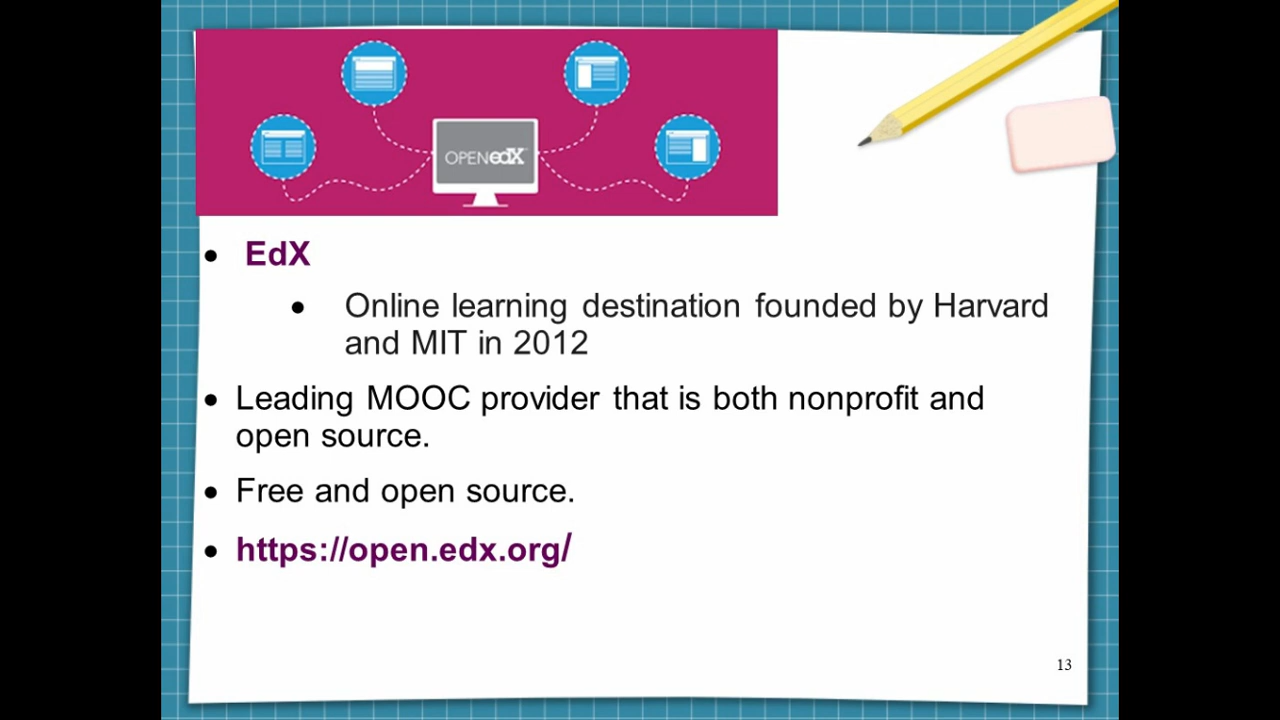 OPENedX
• EdX
• Online learning destination founded by Harvard
and MIT in 2012
• Leading MOOC provider that is both nonprofit and
open source.
• Free and open source.
• https://open.edx.org/
13